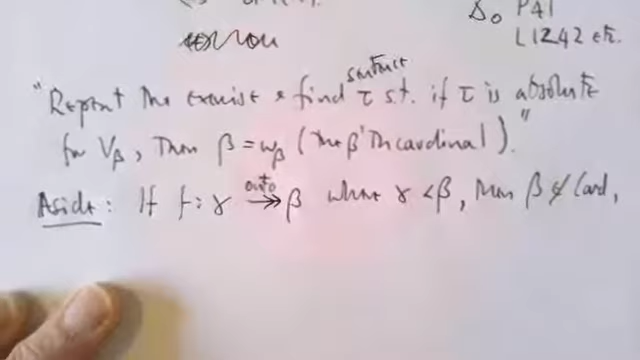 Δ₀ P41
L1242 etc.
"Repeat the exercise & find sentence τ s.t. if τ is absolute
for V_β, then β = ω_β (the β'th cardinal)."
Aside: If f: γ ↠ onto β where γ < β, then β ∉ Card,